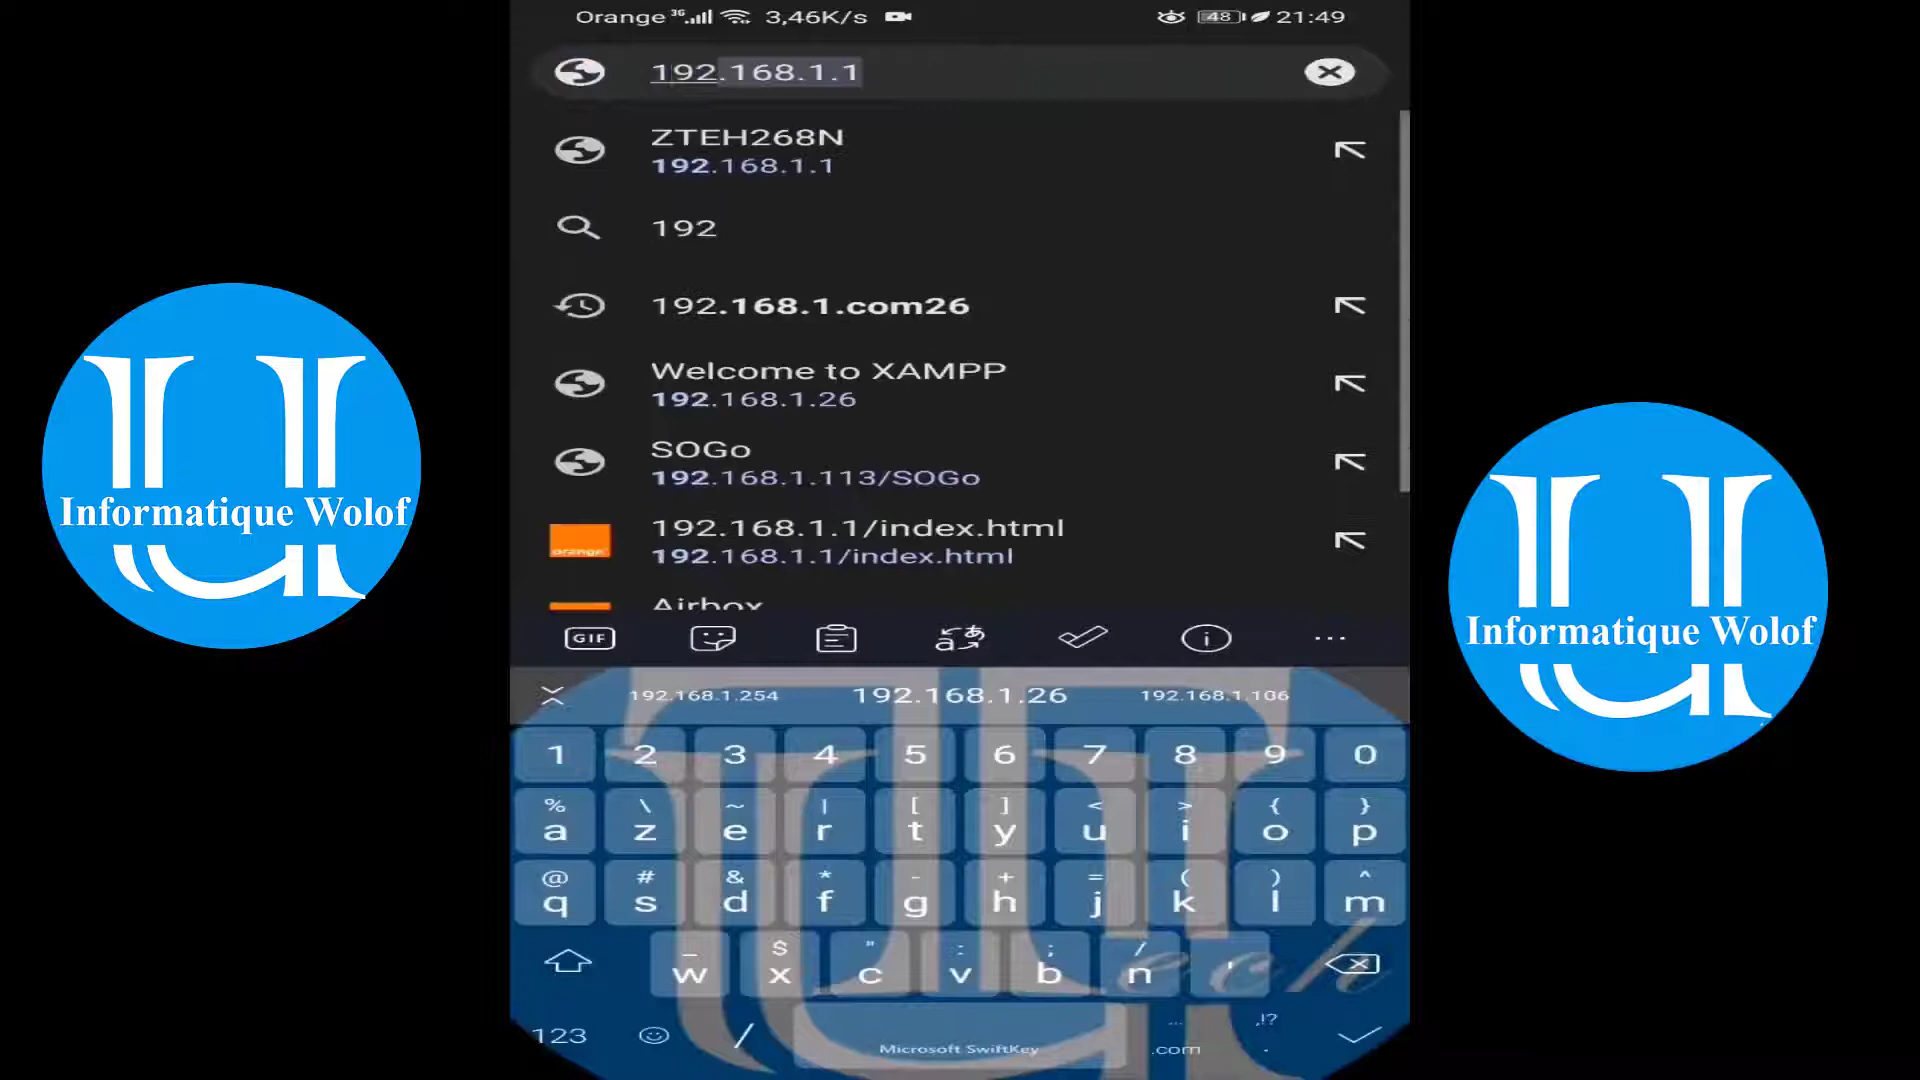 Orange 3G 3,46K/s 48 21:49
192.168.1.1
ZTEH268N
192.168.1.1
192
192.168.1.com26
Welcome to XAMPP
192.168.1.26
SOGo
192.168.1.113/SOGo
192.168.1.1/index.html
orange
192.168.1.1/index.html
Airbox
GIF
192.168.1.254 192.168.1.26 192.168.1.106
1 2 3 4 5 6 7 8 9 0
% \ ~ | [ ] < > { }
a z e r t y u i o p
@ # & * - + = ( ) ^
q s d f g h j k l m
_ $ " : ; /
w x c v b n '
123 / Microsoft SwiftKey .com ,!? .
Informatique Wolof
Informatique Wolof